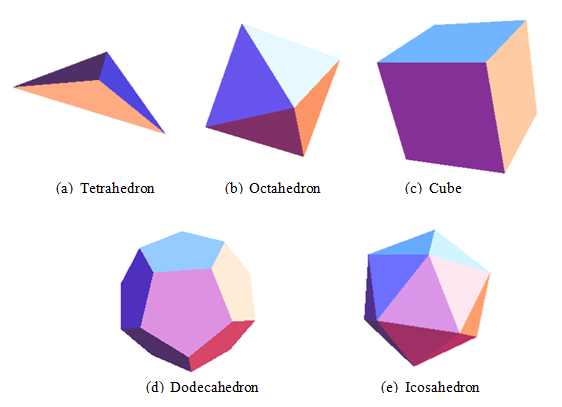 (a) Tetrahedron
(b) Octahedron
(c) Cube
(d) Dodecahedron
(e) Icosahedron